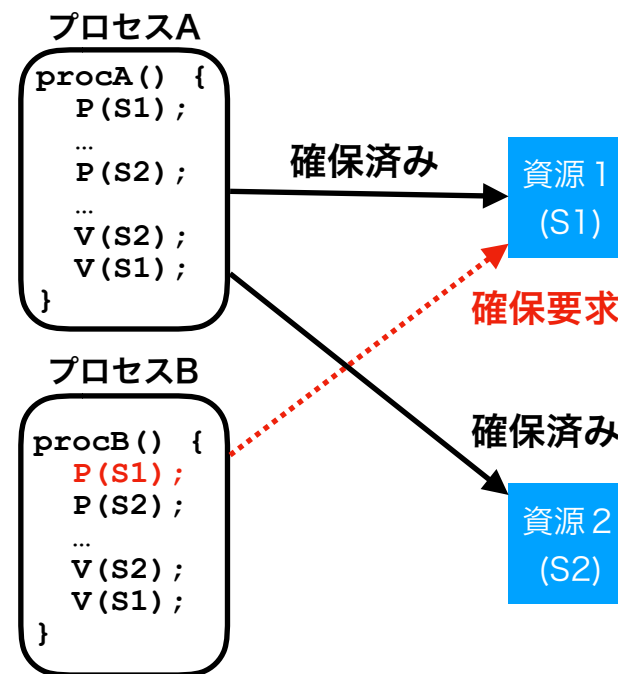 プロセスA
procA() {
P(S1);
…
P(S2);
…
V(S2);
V(S1);
}
確保済み
資源1
(S1)
確保要求
プロセスB
procB() {
P(S1);
P(S2);
…
V(S2);
V(S1);
}
確保済み
資源2
(S2)